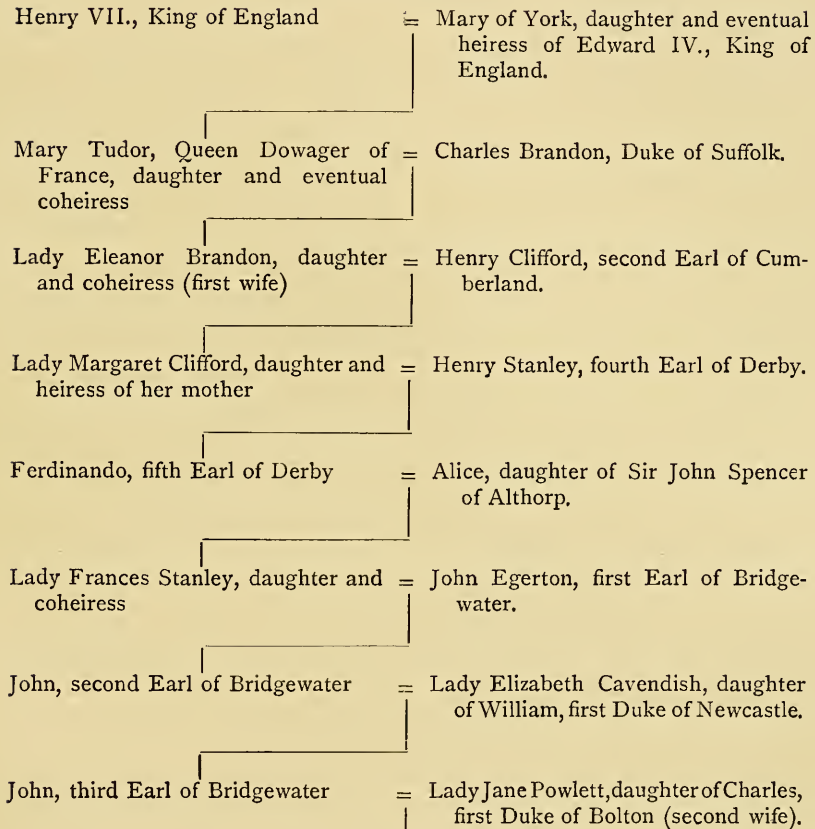 Henry VII., King of England = Mary of York, daughter and eventual
heiress of Edward IV., King of
England.
Mary Tudor, Queen Dowager of = Charles Brandon, Duke of Suffolk.
France, daughter and eventual
coheiress
Lady Eleanor Brandon, daughter = Henry Clifford, second Earl of Cum-
and coheiress (first wife) berland.
Lady Margaret Clifford, daughter and = Henry Stanley, fourth Earl of Derby.
heiress of her mother
Ferdinando, fifth Earl of Derby = Alice, daughter of Sir John Spencer
of Althorp.
Lady Frances Stanley, daughter and = John Egerton, first Earl of Bridge-
coheiress water.
John, second Earl of Bridgewater = Lady Elizabeth Cavendish, daughter
of William, first Duke of Newcastle.
John, third Earl of Bridgewater = Lady Jane Powlett, daughter of Charles,
first Duke of Bolton (second wife).